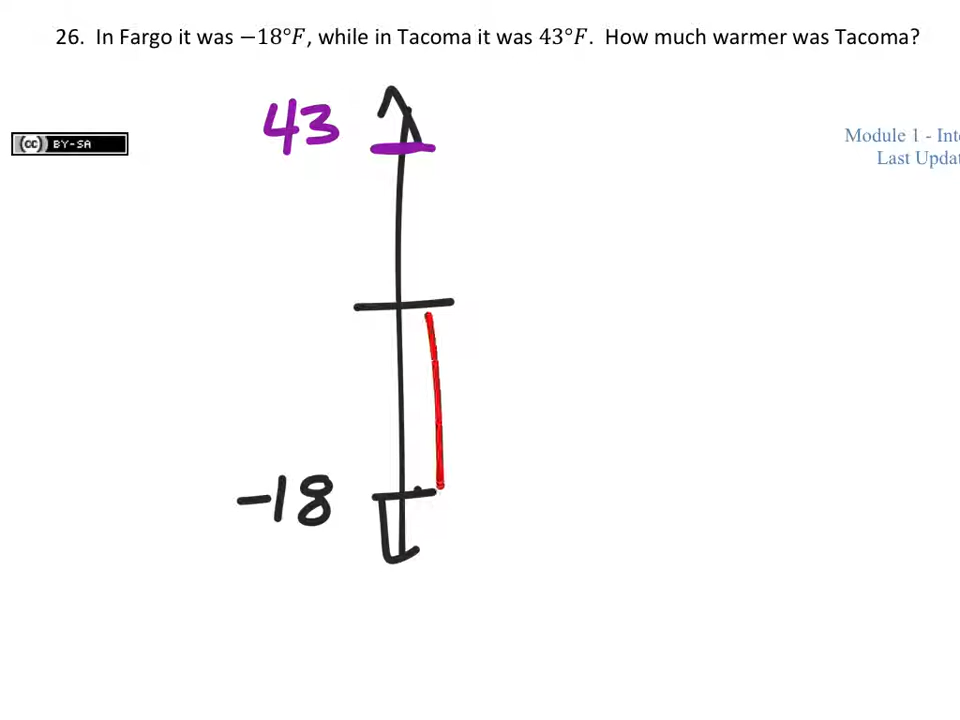 26. In Fargo it was −18°F, while in Tacoma it was 43°F. How much warmer was Tacoma?
43
(cc) BY-SA
Module 1 - Int
Last Updat
-18